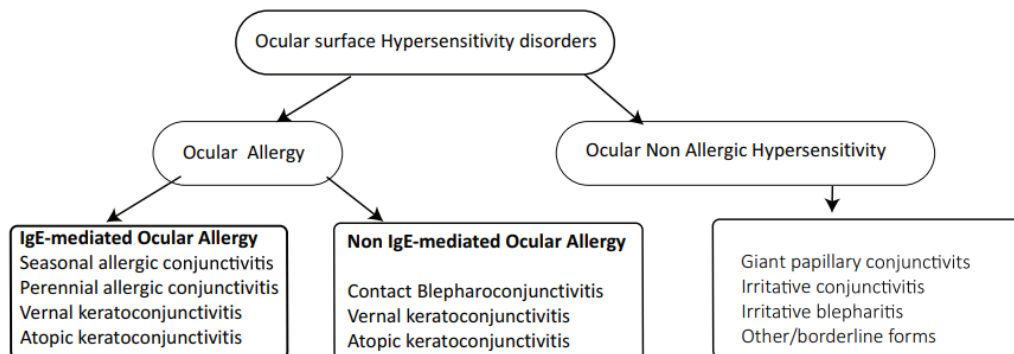 Ocular surface Hypersensitivity disorders
Ocular Allergy
Ocular Non Allergic Hypersensitivity
IgE-mediated Ocular Allergy
Seasonal allergic conjunctivitis
Perennial allergic conjunctivitis
Vernal keratoconjunctivitis
Atopic keratoconjunctivitis
Non IgE-mediated Ocular Allergy
Contact Blepharoconjunctivitis
Vernal keratoconjunctivitis
Atopic keratoconjunctivitis
Giant papillary conjunctivits
Irritative conjunctivitis
Irritative blepharitis
Other/borderline forms